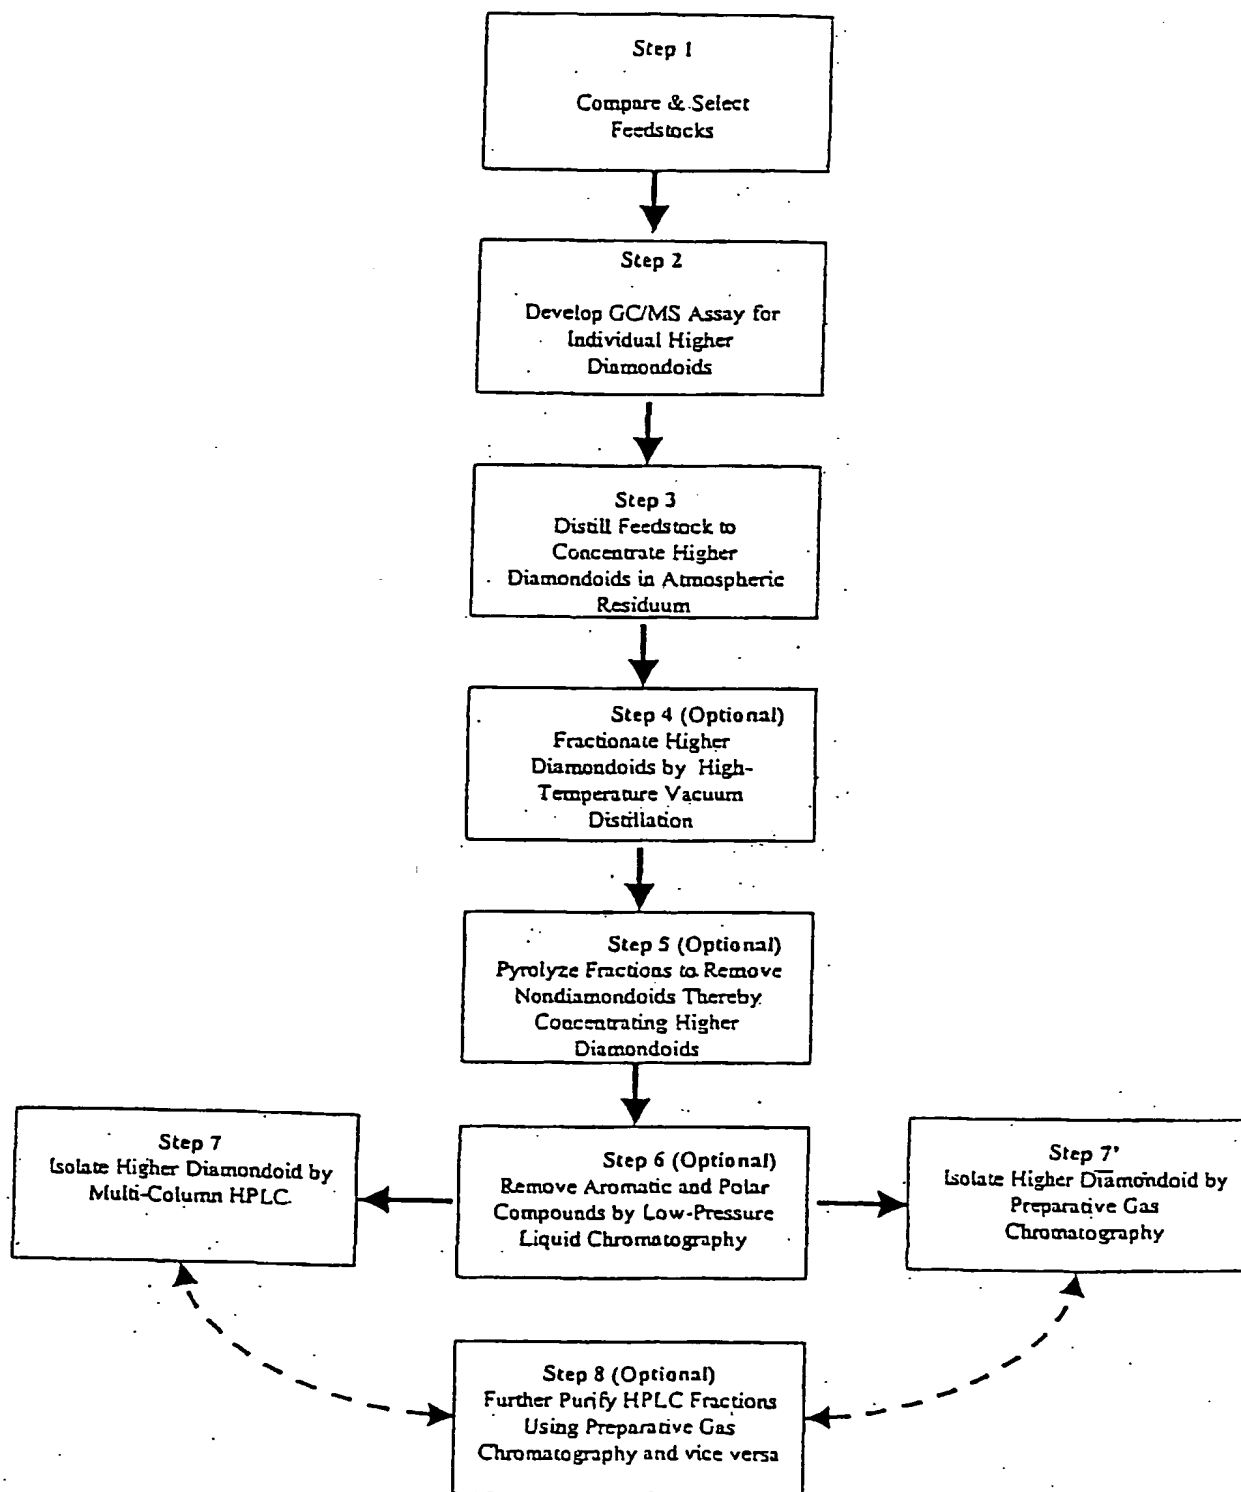 Step 1
Compare & Select
Feedstocks
Step 2
Develop GC/MS Assay for
Individual Higher
Diamondoids
Step 3
Distill Feedstock to
Concentrate Higher
Diamondoids in Atmospheric
Residuum
Step 4 (Optional)
Fractionate Higher
Diamondoids by High-
Temperature Vacuum
Distillation
Step 5 (Optional)
Pyrolyze Fractions to Remove
Nondiamondoids Thereby
Concentrating Higher
Diamondoids
Step 6 (Optional)
Remove Aromatic and Polar
Compounds by Low-Pressure
Liquid Chromatography
Step 7
Isolate Higher Diamondoid by
Multi-Column HPLC
Step 7'
Isolate Higher Diamondoid by
Preparative Gas
Chromatography
Step 8 (Optional)
Further Purify HPLC Fractions
Using Preparative Gas
Chromatography and vice versa